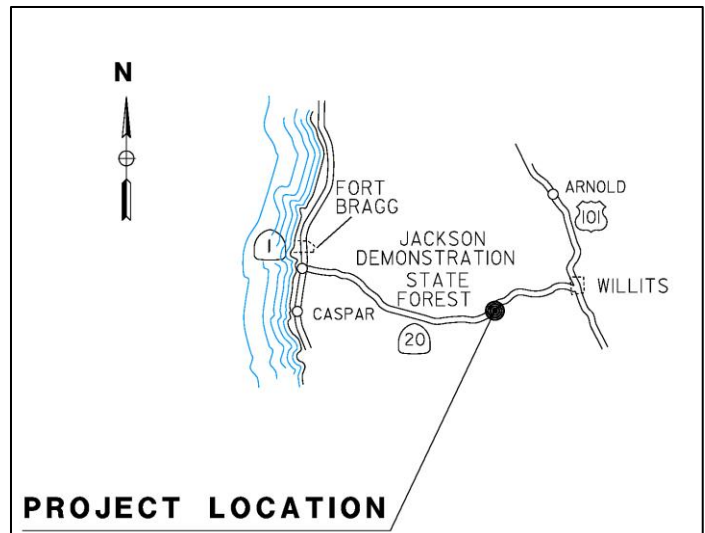 N
FORT
BRAGG
1
CASPAR
JACKSON
DEMONSTRATION
STATE
FOREST
20
ARNOLD
101
WILLITS
PROJECT LOCATION